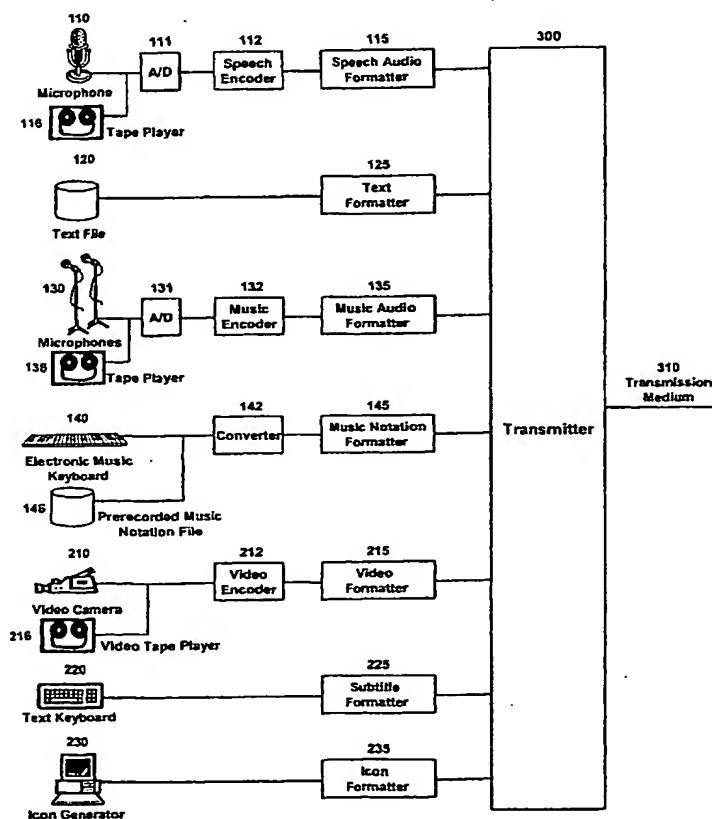 110
111
112
115
300
A/D
Speech
Encoder
Speech Audio
Formatter
Microphone
116
Tape Player
120
125
Text
Formatter
Text File
130
131
132
135
A/D
Music
Encoder
Music Audio
Formatter
Microphones
136
Tape Player
310
Transmission
Medium
140
142
145
Converter
Music Notation
Formatter
Transmitter
Electronic Music
Keyboard
146
Prerecorded Music
Notation File
210
212
215
Video
Encoder
Video
Formatter
Video Camera
216
Video Tape Player
220
225
Subtitle
Formatter
Text Keyboard
230
235
Icon
Formatter
Icon Generator